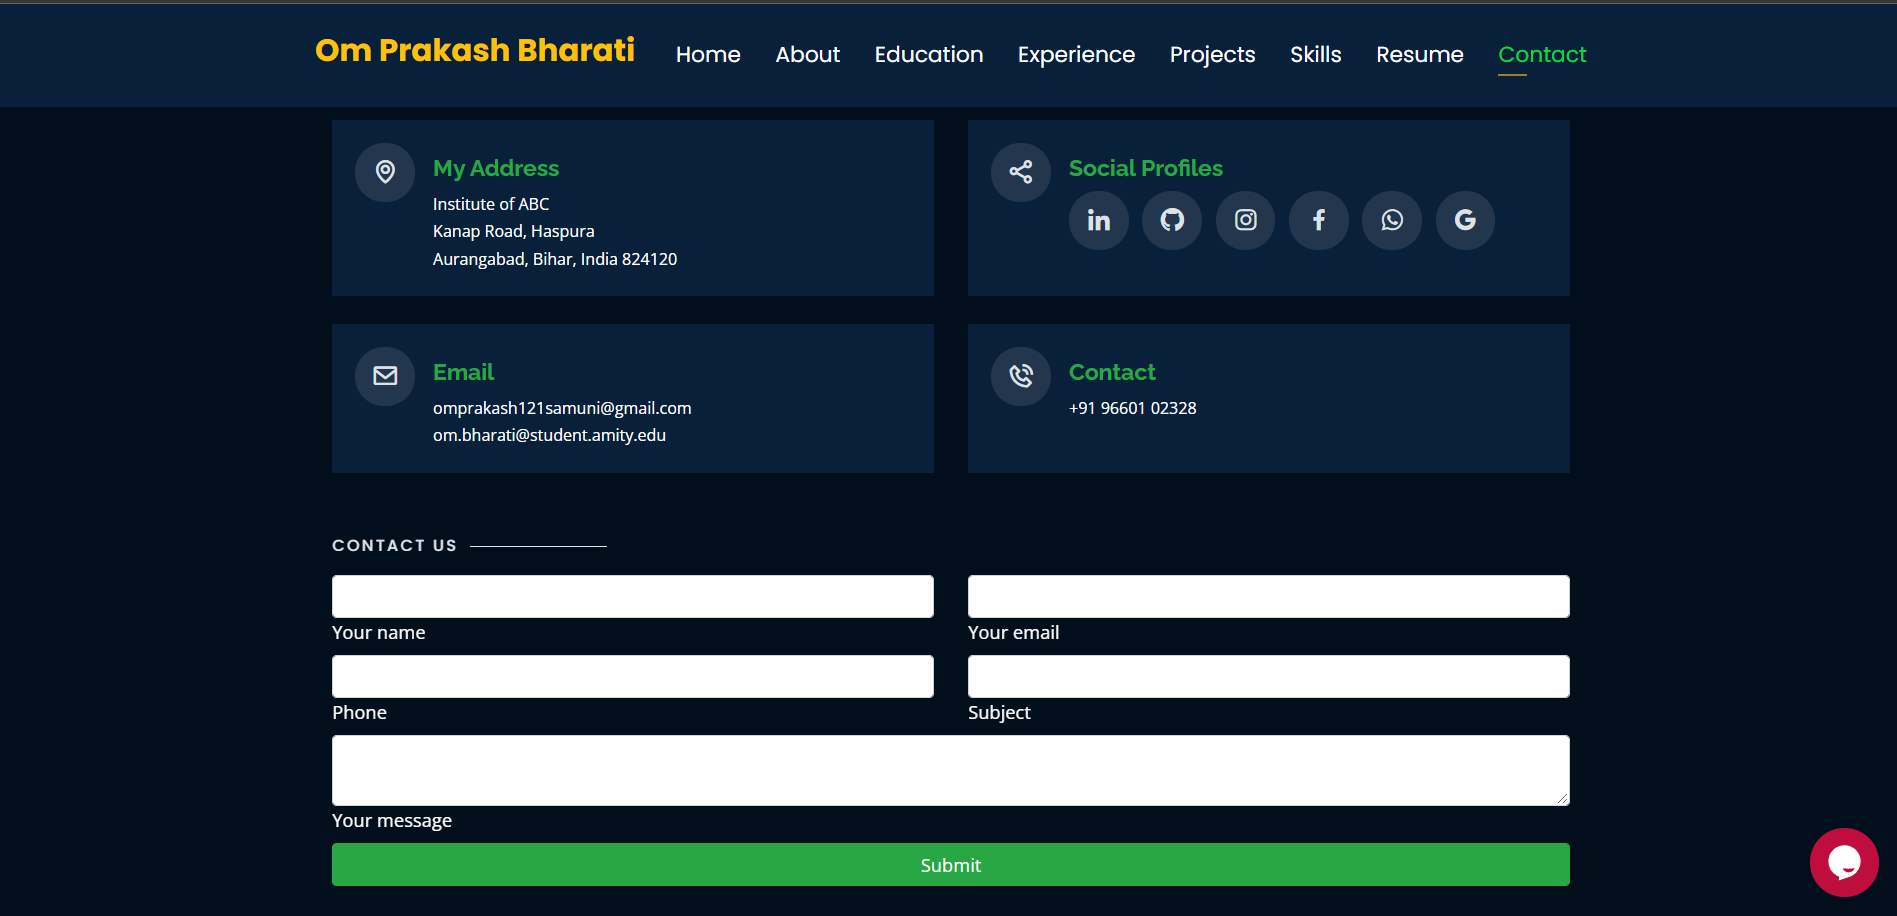 Om Prakash Bharati
Home
About
Education
Experience
Projects
Skills
Resume
Contact
My Address
Institute of ABC
Kanap Road, Haspura
Aurangabad, Bihar, India 824120
Social Profiles
Email
omprakash121samuni@gmail.com
om.bharati@student.amity.edu
Contact
+91 96601 02328
CONTACT US
Your name
Your email
Phone
Subject
Your message
Submit